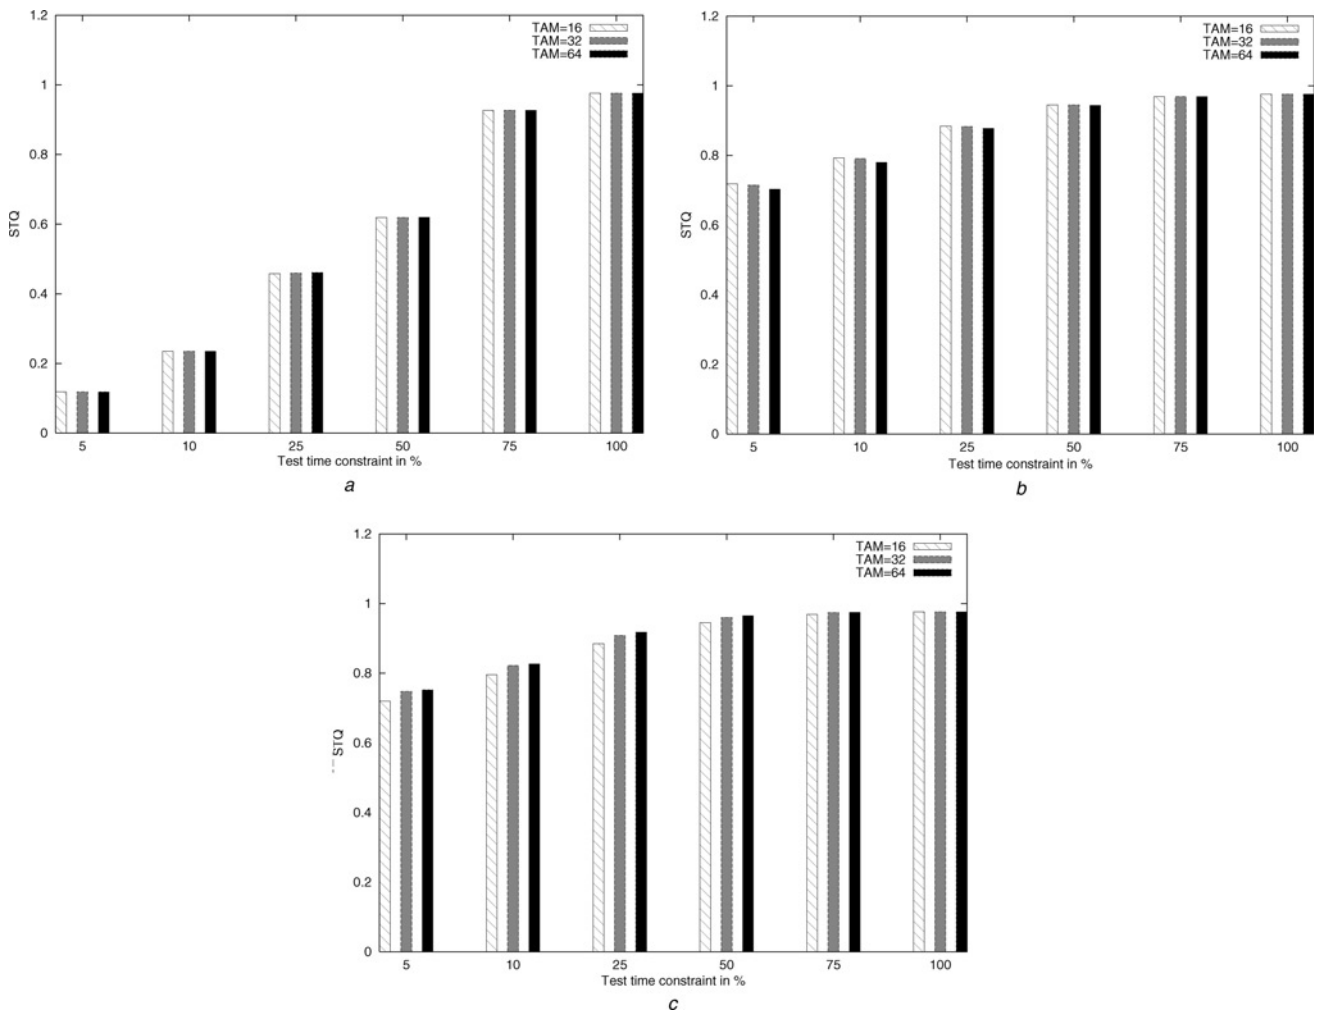 1.2
1
0.8
0.6
0.4
0.2
0
STQ
TAM=16
TAM=32
TAM=64
5 10 25 50 75 100
Test time constraint in %
a
1.2
1
0.8
0.6
0.4
0.2
0
STQ
TAM=16
TAM=32
TAM=64
5 10 25 50 75 100
Test time constraint in %
b
1.2
1
0.8
0.6
0.4
0.2
0
STQ
TAM=16
TAM=32
TAM=64
5 10 25 50 75 100
Test time constraint in %
c